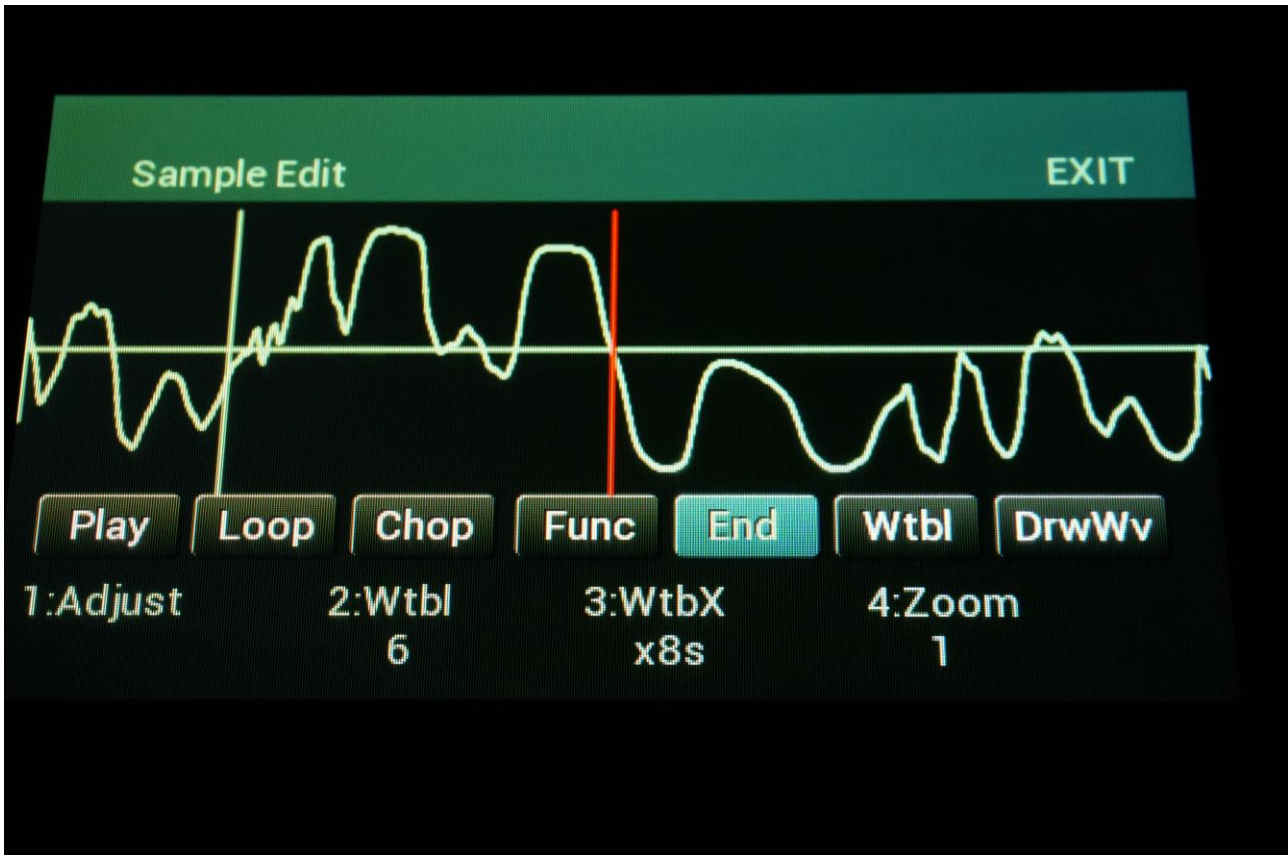 Sample Edit EXIT
Play Loop Chop Func End Wtbl DrwWv
1:Adjust 2:Wtbl 3:WtbX 4:Zoom
6 x8s 1